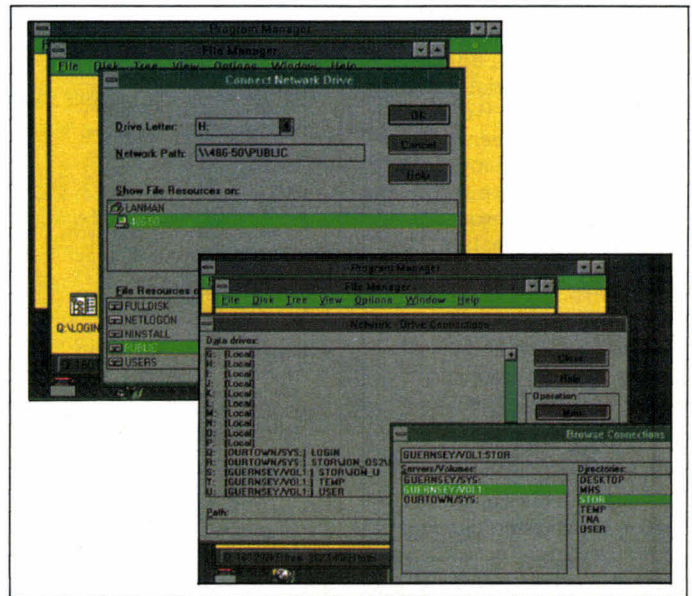 Program Manager
File Manager
File Disk Tree View Options Window Help
Connect Network Drive
Drive Letter: H:
OK
Network Path: \\486-50\PUBLIC
Cancel
Help
Show File Resources on:
LANMAN
486-50
File Resources o
FULLDISK
NETLOGON
NINSTALL
PUBLIC
USERS
Q:\LOGIN
Program Manager
File Manager
File Disk Tree View Options Window Help
Network - Drive Connections
Data drives:
G: [Local]
H: [Local]
I: [Local]
J: [Local]
K: [Local]
L: [Local]
M: [Local]
N: [Local]
O: [Local]
P: [Local]
Q: [OURTOWN/SYS:] LOGIN
R: [OURTOWN/SYS:] STOR\JON_OS2\
S: [GUERNSEY/VOL1:] STOR\JON_U
T: [GUERNSEY/VOL1:] TEMP
U: [GUERNSEY/VOL1:] USER
Path:
Close
Help
Operation
Map
Browse Connections
GUERNSEY/VOL1:STOR
Servers/Volumes:
GUERNSEY/SYS:
GUERNSEY/VOL1:
OURTOWN/SYS:
Directories:
DESKTOP
MHS
STOR
TEMP
TNA
USER